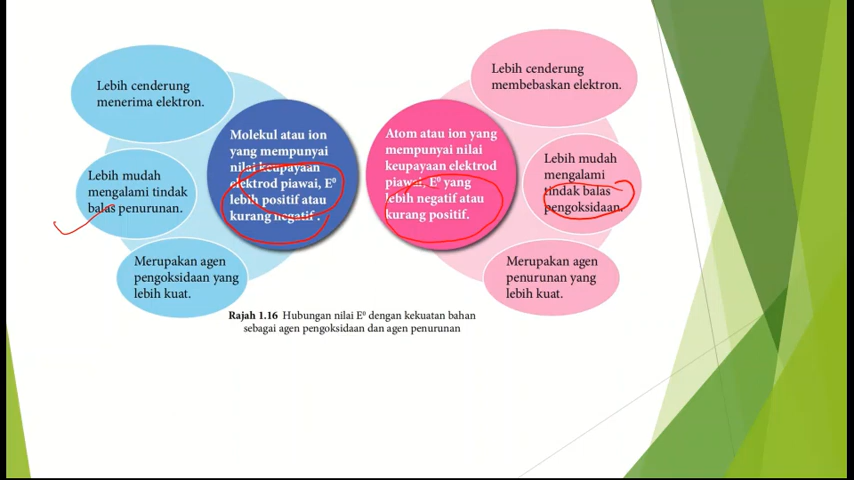 Lebih cenderung
menerima elektron.
Lebih mudah
mengalami tindak
balas penurunan.
Merupakan agen
pengoksidaan yang
lebih kuat.
Molekul atau ion
yang mempunyai
nilai keupayaan
elektrod piawai, E⁰
lebih positif atau
kurang negatif .
Atom atau ion yang
mempunyai nilai
keupayaan elektrod
piawai, E⁰ yang
lebih negatif atau
kurang positif.
Lebih cenderung
membebaskan elektron.
Lebih mudah
mengalami
tindak balas
pengoksidaan.
Merupakan agen
penurunan yang
lebih kuat.
Rajah 1.16 Hubungan nilai E⁰ dengan kekuatan bahan
sebagai agen pengoksidaan dan agen penurunan